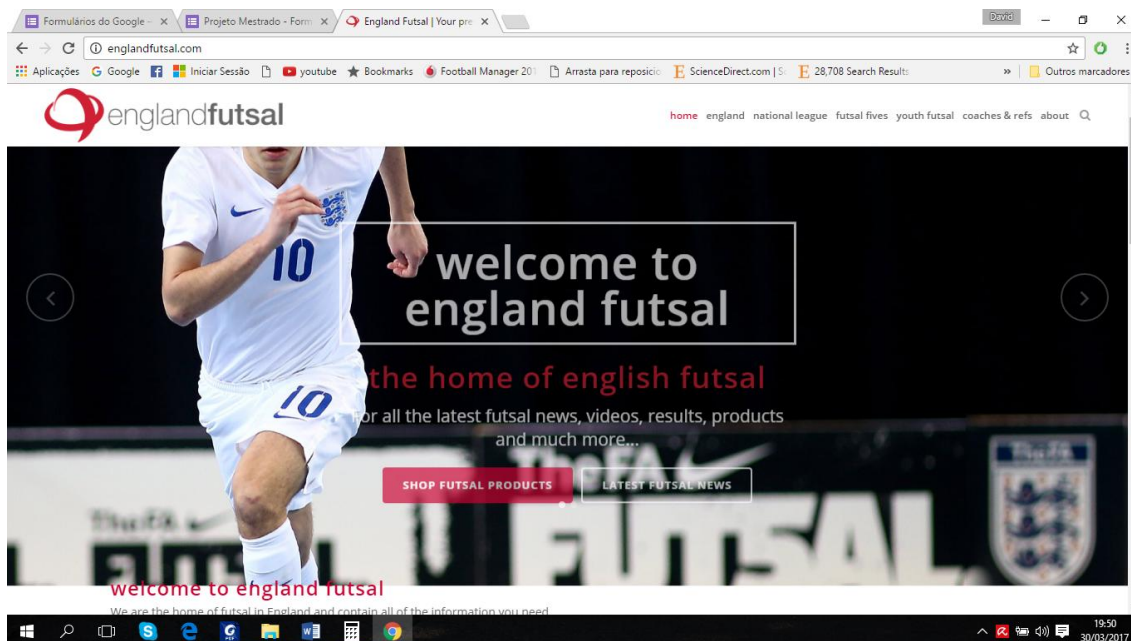 Formulários do Google -
Projeto Mestrado - Form
England Futsal | Your pre
David
englandfutsal.com
Aplicações
Google
Iniciar Sessão
youtube
Bookmarks
Football Manager 201
Arrasta para reposicio
ScienceDirect.com | Sc
28,708 Search Results
»
Outros marcadores
englandfutsal
home england national league futsal fives youth futsal coaches & refs about
10
welcome to
england futsal
the home of english futsal
10
For all the latest futsal news, videos, results, products
and much more...
SHOP FUTSAL PRODUCTS
LATEST FUTSAL NEWS
TheFA
FUTSAL
TheFA
FUTSAL
welcome to england futsal
We are the home of futsal in England and contain all of the information you need
19:50
30/03/2017